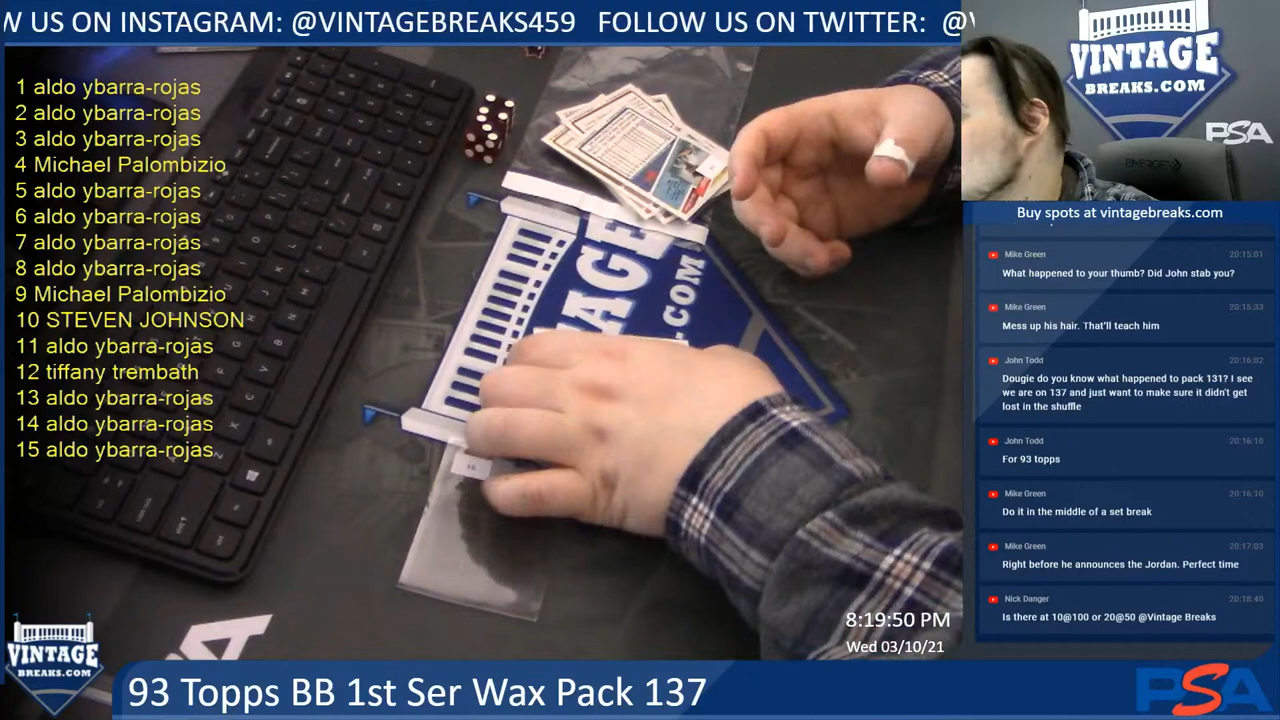 W US ON INSTAGRAM: @VINTAGEBREAKS459 FOLLOW US ON TWITTER: @V
1 aldo ybarra-rojas
2 aldo ybarra-rojas
3 aldo ybarra-rojas
4 Michael Palombizio
5 aldo ybarra-rojas
6 aldo ybarra-rojas
7 aldo ybarra-rojas
8 aldo ybarra-rojas
9 Michael Palombizio
10 STEVEN JOHNSON
11 aldo ybarra-rojas
12 tiffany trembath
13 aldo ybarra-rojas
14 aldo ybarra-rojas
15 aldo ybarra-rojas
TAGE
.COM
VINTAGE
BREAKS.COM
PSA
Buy spots at vintagebreaks.com
Mike Green 20:15:01
What happened to your thumb? Did John stab you?
Mike Green 20:15:33
Mess up his hair. That'll teach him
John Todd 20:16:02
Dougie do you know what happened to pack 131? I see
we are on 137 and just want to make sure it didn't get
lost in the shuffle
John Todd 20:16:10
For 93 topps
Mike Green 20:16:10
Do it in the middle of a set break
Mike Green 20:17:03
Right before he announces the Jordan. Perfect time
Nick Danger 20:18:40
Is there at 10@100 or 20@50 @Vintage Breaks
8:19:50 PM
Wed 03/10/21
VINTAGE
BREAKS.COM
93 Topps BB 1st Ser Wax Pack 137
PSA